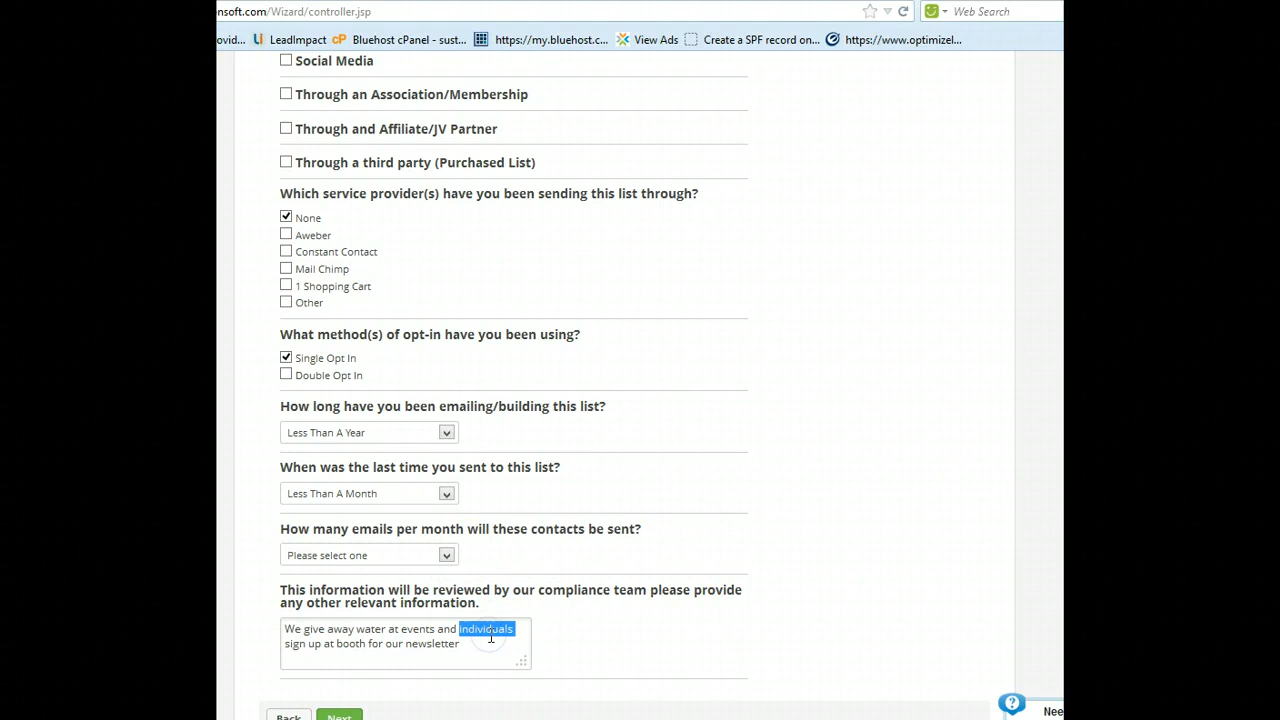 onsoft.com/Wizard/controller.jsp
Web Search
ovid...
LeadImpact
cP Bluehost cPanel - sust...
https://my.bluehost.c...
View Ads
Create a SPF record on...
https://www.optimizel...
Social Media
Through an Association/Membership
Through and Affiliate/JV Partner
Through a third party (Purchased List)
Which service provider(s) have you been sending this list through?
None
Aweber
Constant Contact
Mail Chimp
1 Shopping Cart
Other
What method(s) of opt-in have you been using?
Single Opt In
Double Opt In
How long have you been emailing/building this list?
Less Than A Year
When was the last time you sent to this list?
Less Than A Month
How many emails per month will these contacts be sent?
Please select one
This information will be reviewed by our compliance team please provide
any other relevant information.
We give away water at events and individuals
sign up at booth for our newsletter
Back
Next
Nee